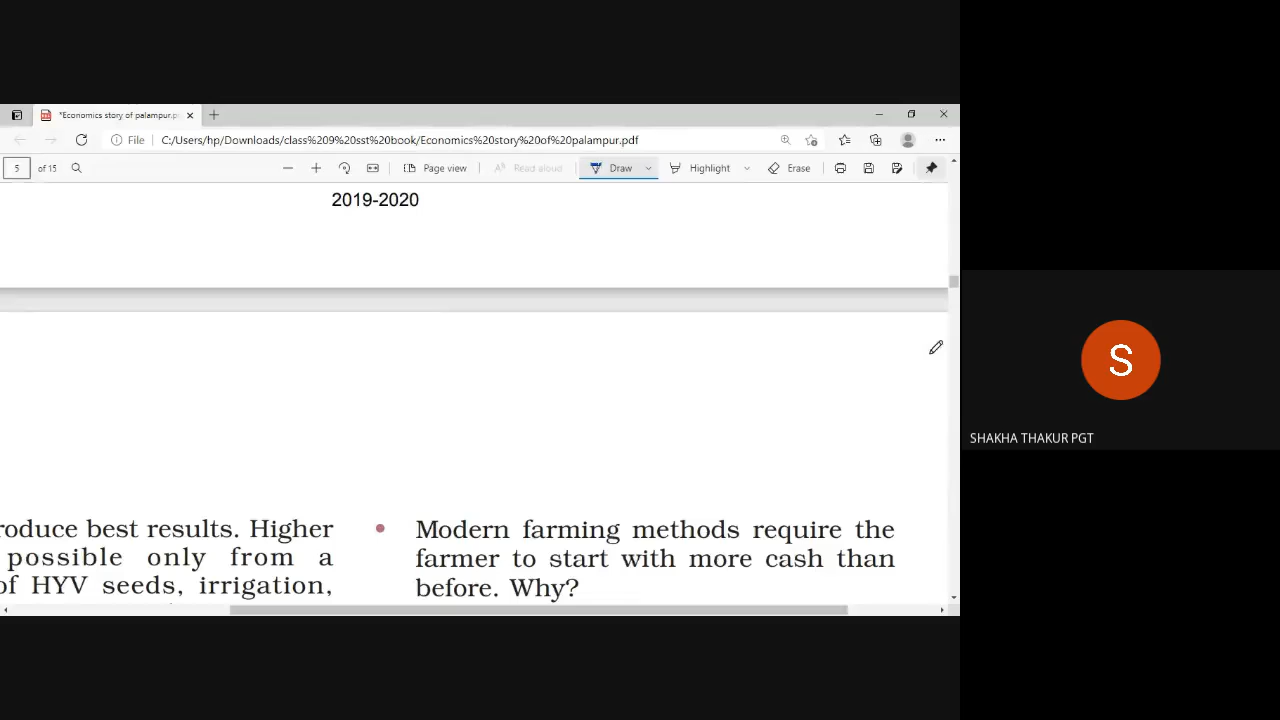 *Economics story of palampur.p
File
C:/Users/hp/Downloads/class%209%20sst%20book/Economics%20story%20of%20palampur.pdf
5 of 15
Page view
Read aloud
Draw
Highlight
Erase
2019-2020
roduce best results. Higher
possible only from a
of HYV seeds, irrigation,
• Modern farming methods require the
farmer to start with more cash than
before. Why?
S
SHAKHA THAKUR PGT